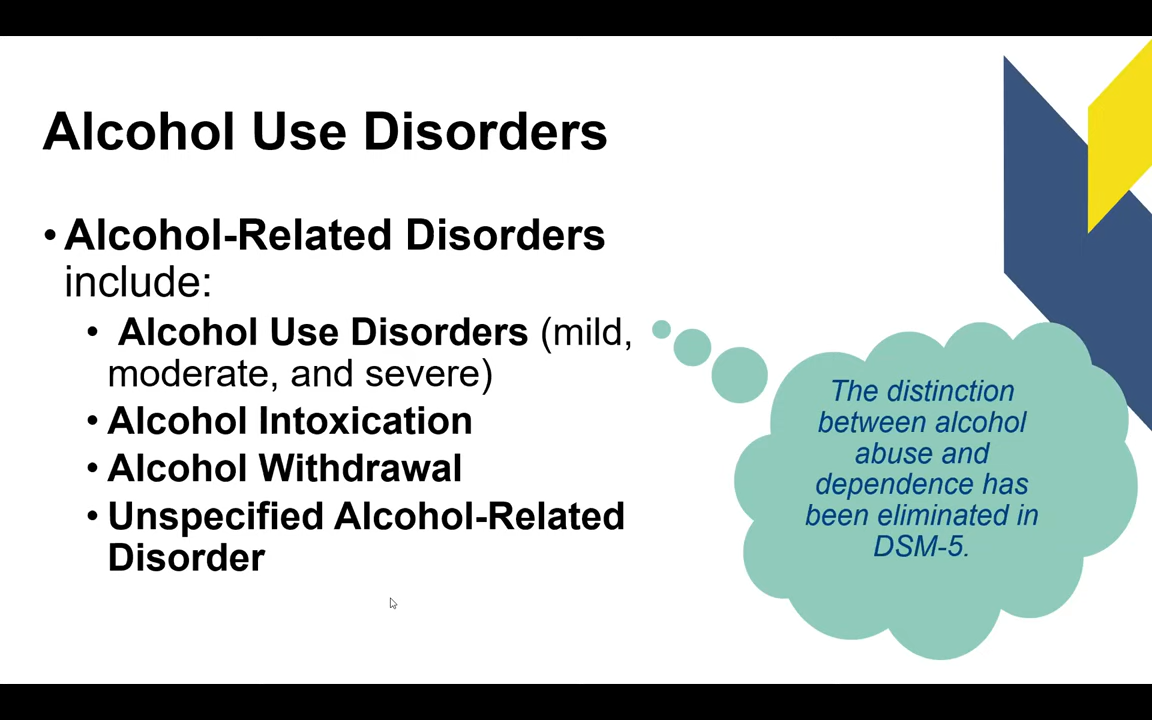 Alcohol Use Disorders
• Alcohol-Related Disorders
include:
• Alcohol Use Disorders (mild,
moderate, and severe)
• Alcohol Intoxication
• Alcohol Withdrawal
• Unspecified Alcohol-Related
Disorder
The distinction
between alcohol
abuse and
dependence has
been eliminated in
DSM-5.